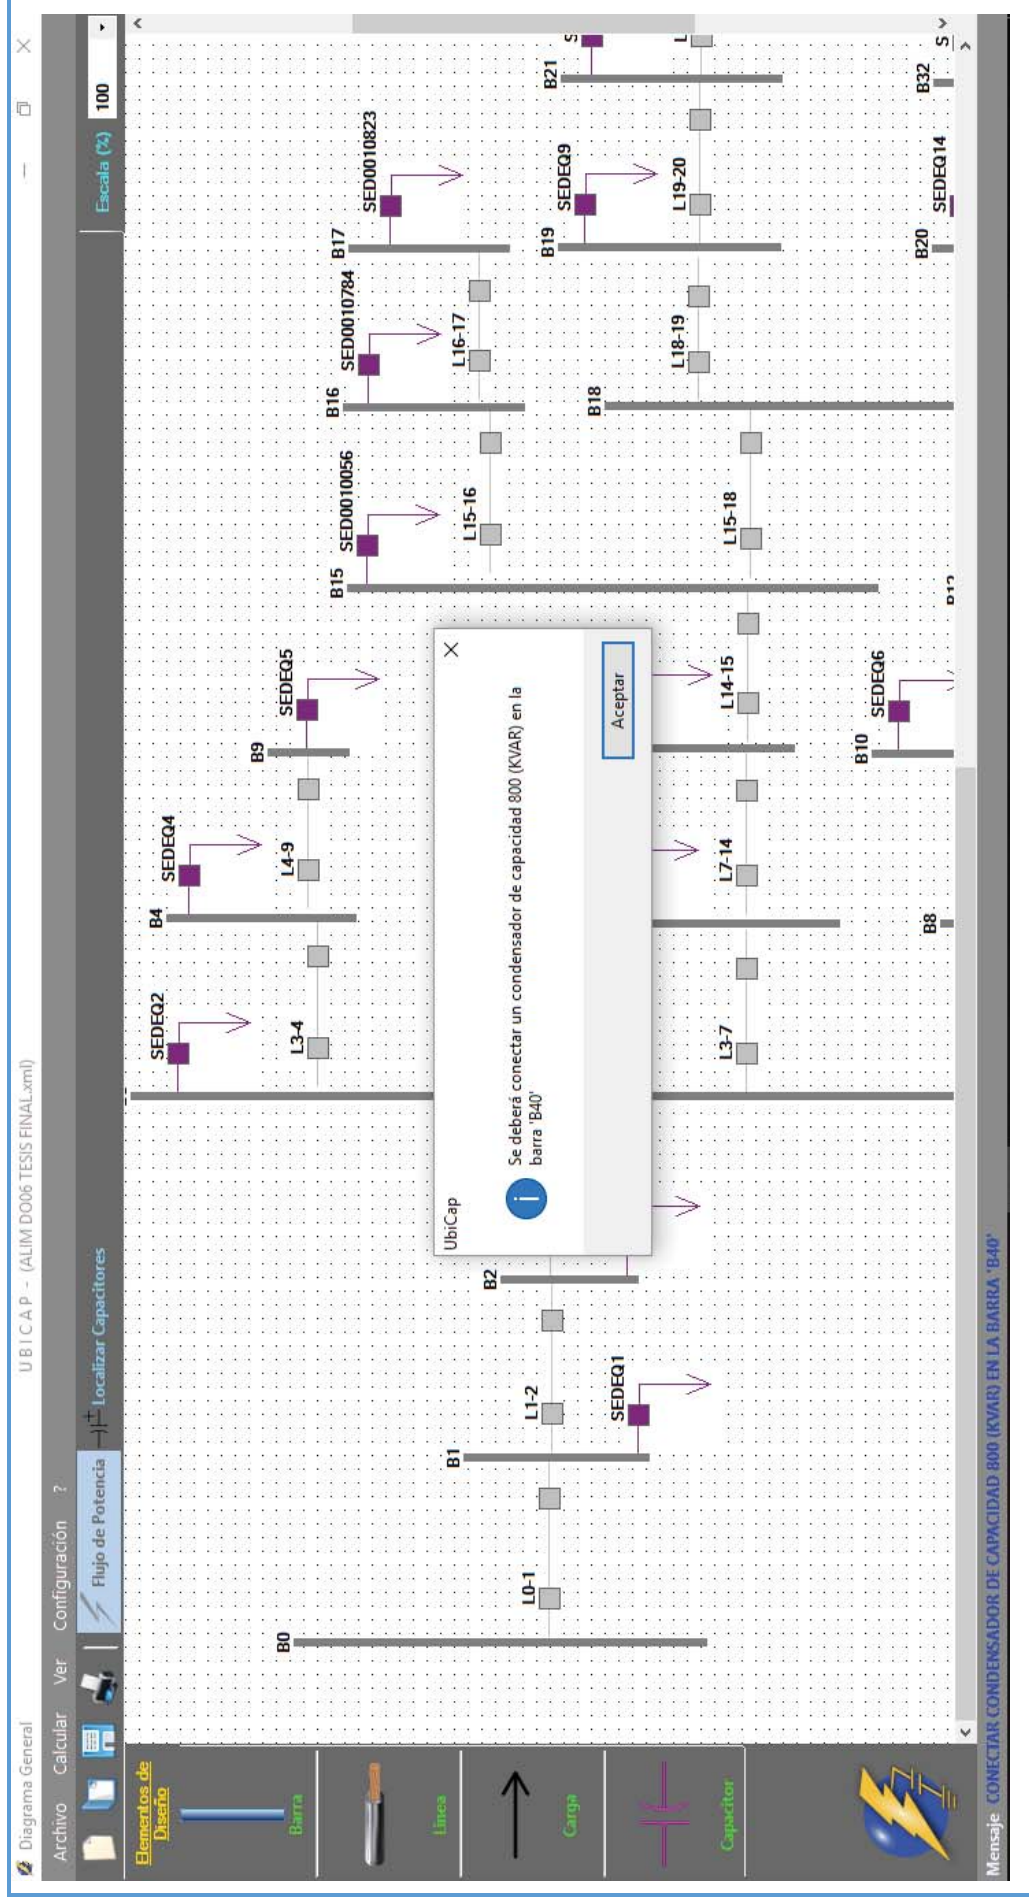 Diagrama General
U B I C A P - (ALIM DO06 TESIS FINAL.xml)
Archivo Calcular Ver Configuración ?
Flujo de Potencia Localizar Capacitores Escala (%) 100
Elementos de
Diseño
Barra
Linea
Carga
Capacitor
SEDEQ2
SEDEQ4
B4
B9
SEDEQ5
L3-4
L4-9
B0
B15
SED0010056
B16
SED0010784
B17
SED0010823
L15-16
L16-17
B1
B2
L0-1
L1-2
SEDEQ1
UbiCap
Se deberá conectar un condensador de capacidad 800 (KVAR) en la
barra 'B40'
Aceptar
B18
B19
SEDEQ9
B21
S
L18-19
L19-20
L
L3-7
L7-14
L14-15
L15-18
B10
SEDEQ6
B8
B20
SEDEQ14
B32
S
Mensaje CONECTAR CONDENSADOR DE CAPACIDAD 800 (KVAR) EN LA BARRA 'B40'